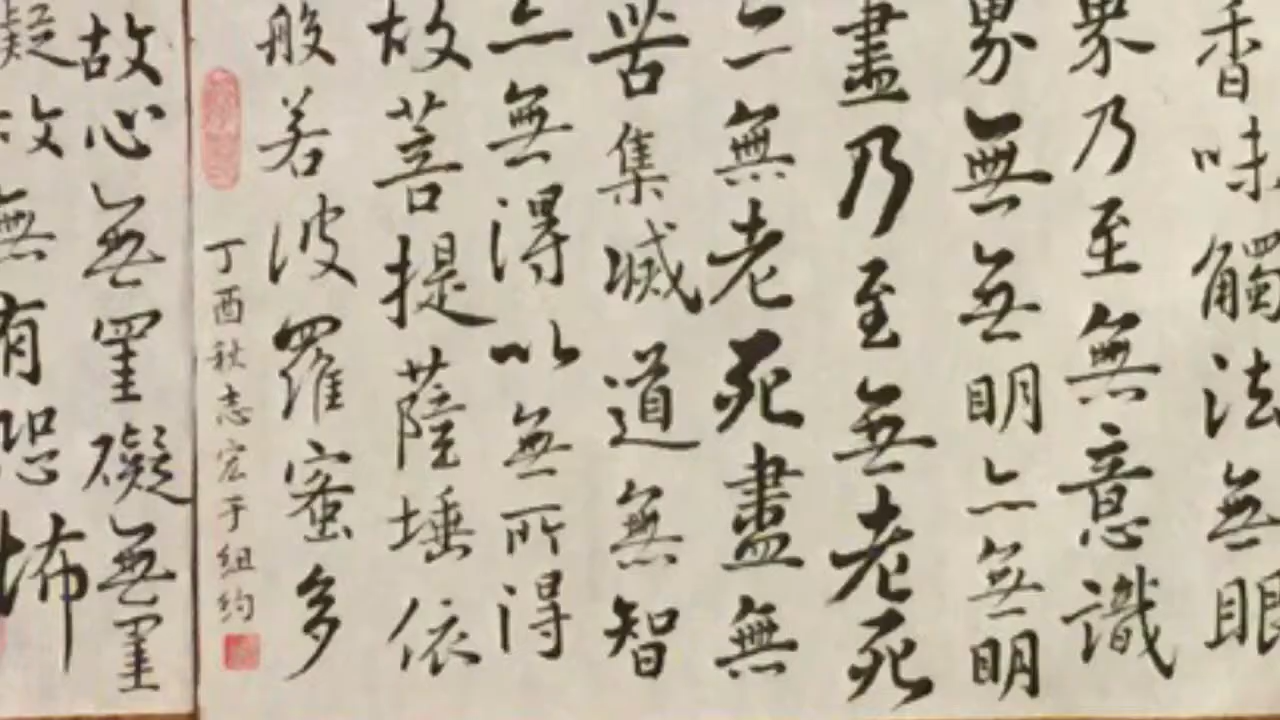 香味觸法無眼
界乃至無意識
界無無明亦無明
盡乃至無老死
亦無老死盡無
苦集滅道無智
亦無得以無所得
故菩提薩埵依
般若波羅蜜多
丁酉秋志宏于紐約
故心無罣礙無罣
礙故無有恐怖